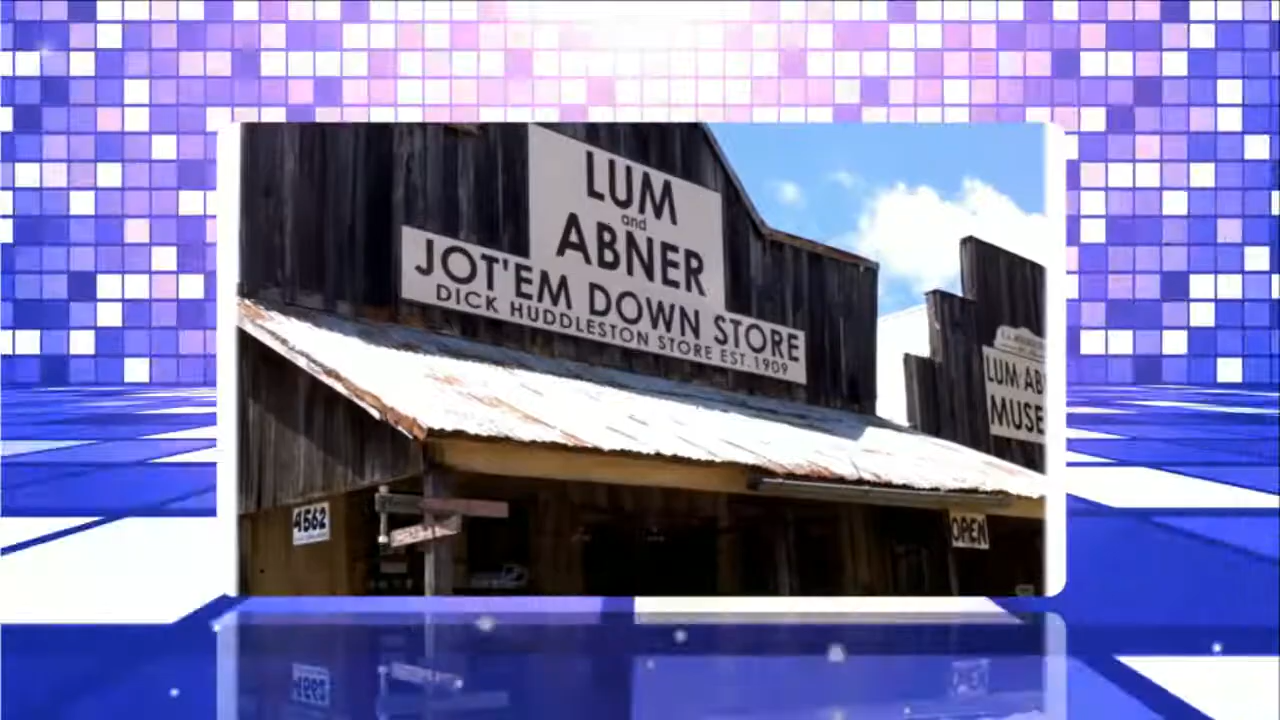 LUM
and
ABNER
JOT'EM DOWN STORE
DICK HUDDLESTON STORE EST.1909
LUM AB
MUSE
4562
OPEN